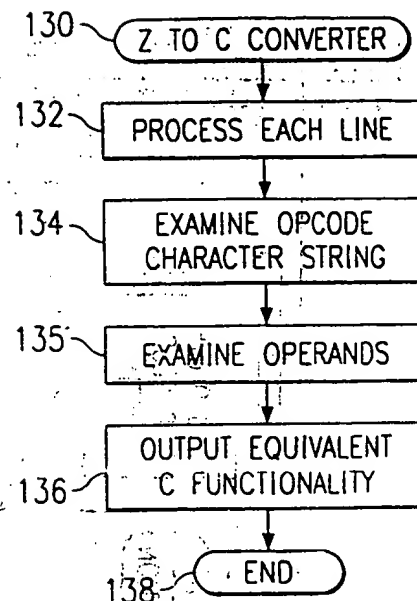 130 Z TO C CONVERTER
132 PROCESS EACH LINE
134 EXAMINE OPCODE
CHARACTER STRING
135 EXAMINE OPERANDS
OUTPUT EQUIVALENT
136 C FUNCTIONALITY
138 END